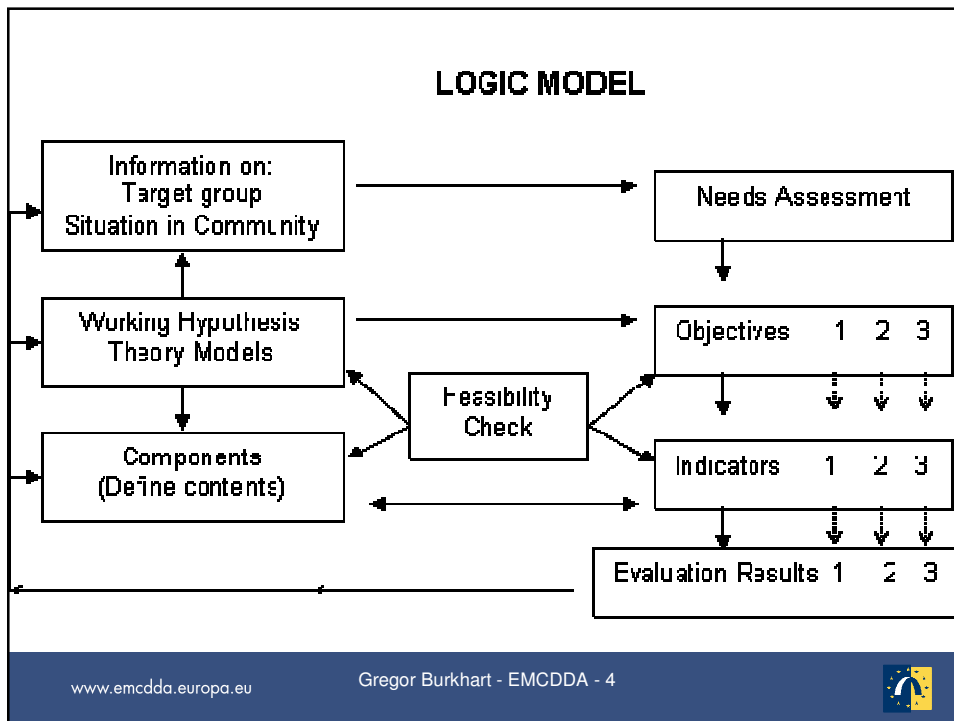 LOGIC MODEL
Information on:
Target group
Situation in Community
Needs Assessment
Working Hypothesis
Theory Models
Objectives 1 2 3
Feasibility
Check
Components
(Define contents)
Indicators 1 2 3
Evaluation Results 1 2 3
www.emcdda.europa.eu
Gregor Burkhart - EMCDDA - 4